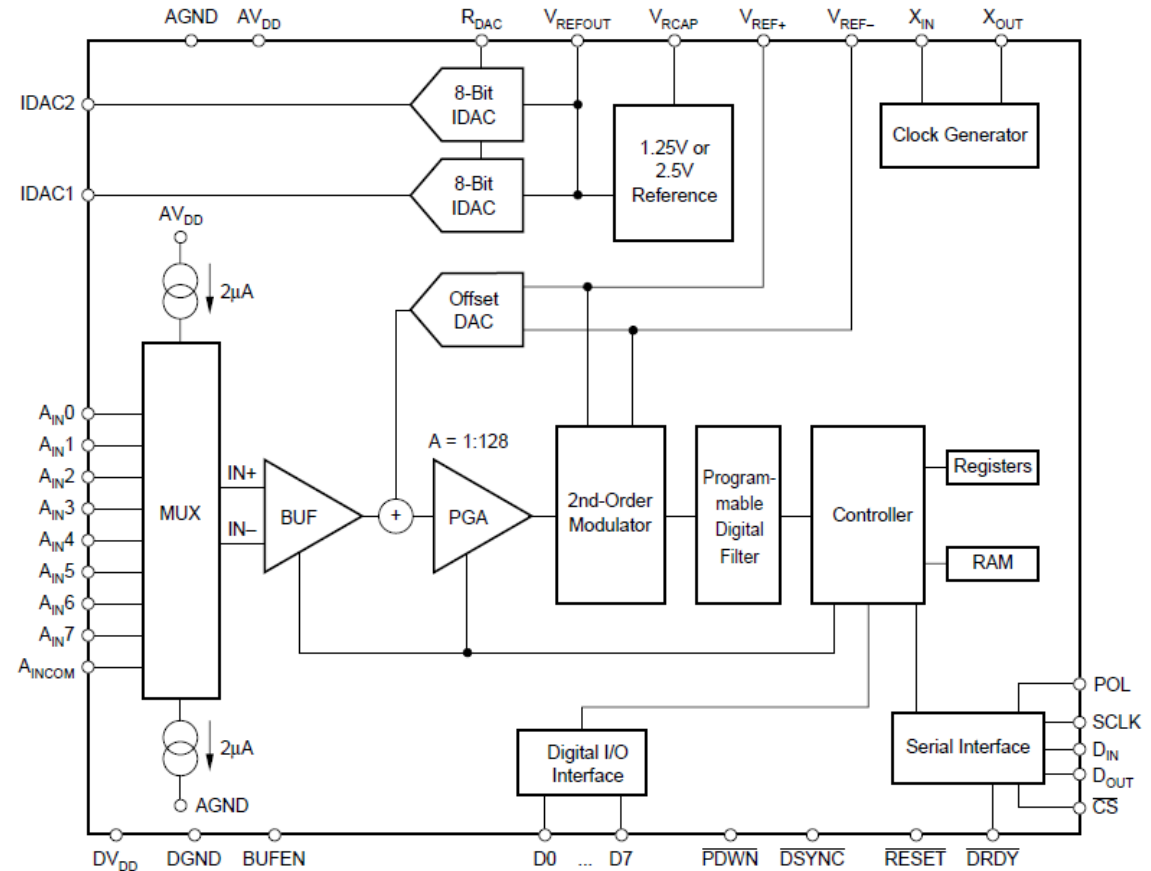 AGND AVDD RDAC VREFOUT VRCAP VREF+ VREF– XIN XOUT
IDAC2
8-Bit
IDAC
1.25V or
2.5V
Reference
Clock Generator
IDAC1
8-Bit
IDAC
AVDD
2μA
Offset
DAC
AIN0
AIN1
AIN2
AIN3
AIN4
AIN5
AIN6
AIN7
AINCOM
MUX
IN+
IN–
BUF
+
A = 1:128
PGA
2nd-Order
Modulator
Program-
mable
Digital
Filter
Controller
Registers
RAM
2μA
AGND
Digital I/O
Interface
Serial Interface
POL
SCLK
DIN
DOUT
CS
DVDD DGND BUFEN D0 ... D7 PDWN DSYNC RESET DRDY